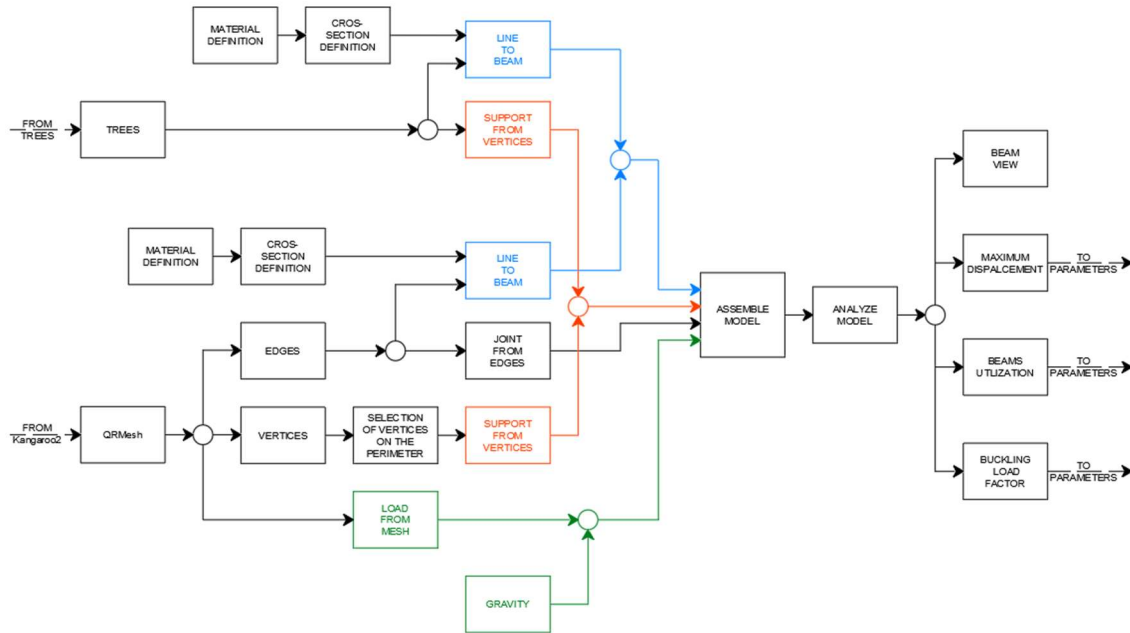 MATERIAL
DEFINITION
CROS-
SECTION
DEFINITION
LINE
TO
BEAM
FROM
TREES
TREES
SUPPORT
FROM
VERTICES
BEAM
VIEW
MATERIAL
DEFINITION
CROS-
SECTION
DEFINITION
LINE
TO
BEAM
MAXIMUM
DISPALCEMENT
TO
PARAMETERS
ASSEMBLE
MODEL
ANALYZE
MODEL
EDGES
JOINT
FROM
EDGES
BEAMS
UTLIZATION
TO
PARAMETERS
FROM
Kangaroo2
QRMesh
VERTICES
SELECTION
OF VERTICES
ON THE
PERIMETER
SUPPORT
FROM
VERTICES
BUCKLING
LOAD
FACTOR
TO
PARAMETERS
LOAD
FROM
MESH
GRAVITY